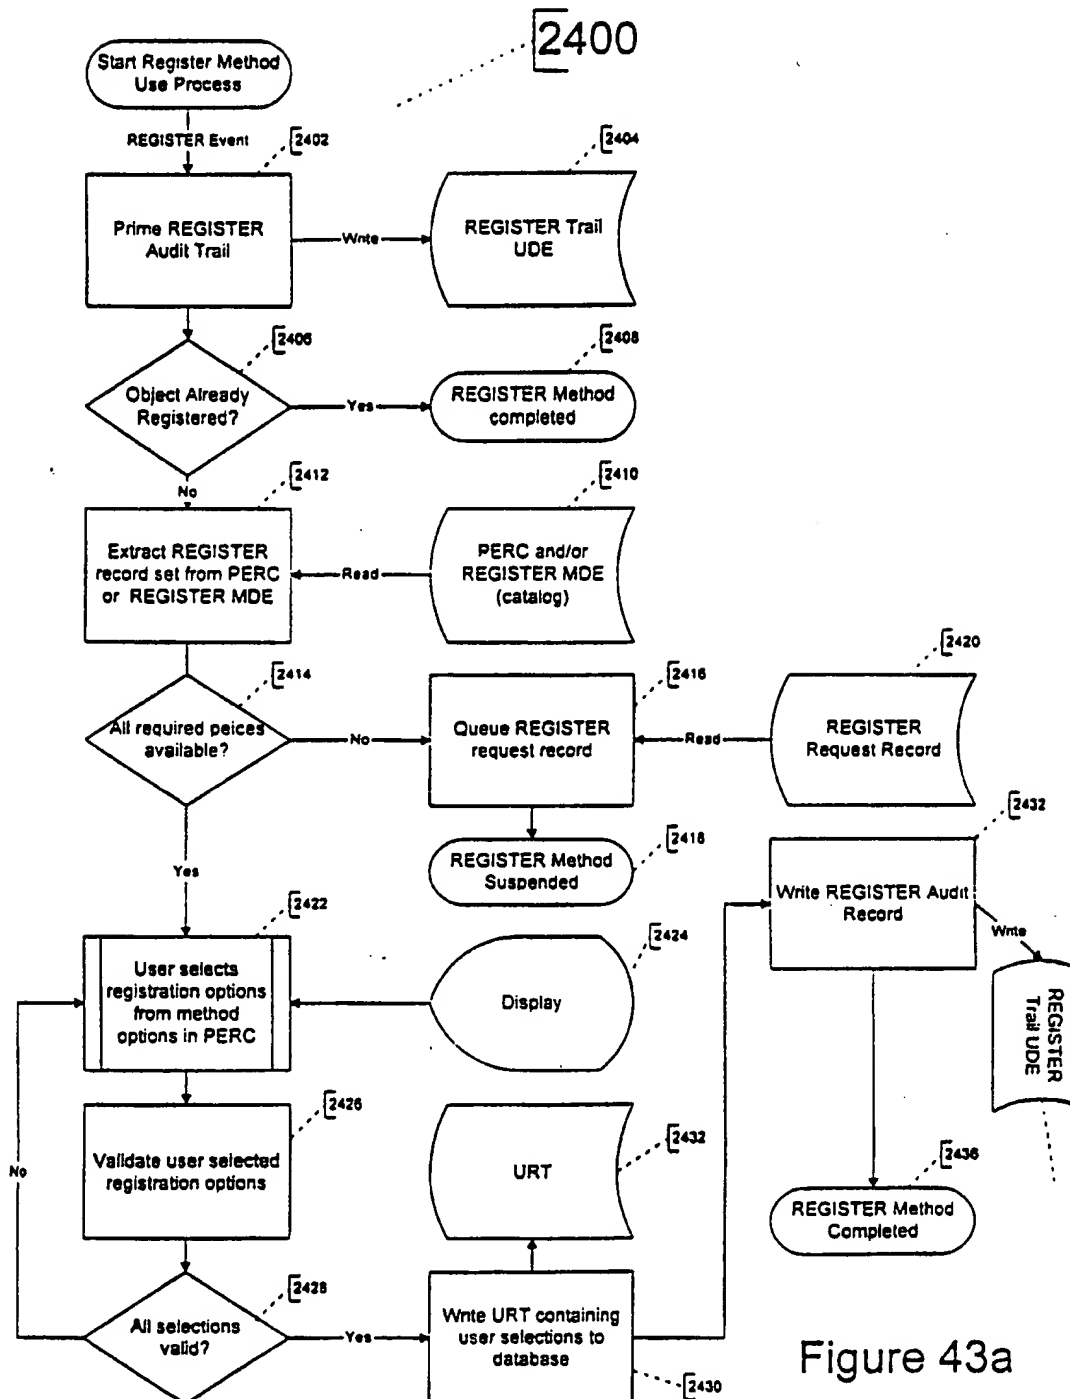 2400
Start Register Method
Use Process
REGISTER Event
2402
2404
Prime REGISTER
Audit Trail
Write
REGISTER Trail
UDE
2406
2408
Object Already
Registered?
Yes
REGISTER Method
completed
No
2412
2410
Extract REGISTER
record set from PERC
or REGISTER MDE
Read
PERC and/or
REGISTER MDE
(catalog)
2414
2416
2420
All required peices
available?
No
Queue REGISTER
request record
Read
REGISTER
Request Record
2418
REGISTER Method
Suspended
Yes
2432
Write REGISTER Audit
Record
Write
REGISTER
Trail UDE
2422
2424
User selects
registration options
from method
options in PERC
Display
2426
2432
No
Validate user selected
registration options
URT
2436
REGISTER Method
Completed
2428
All selections
valid?
Yes
Write URT containing
user selections to
database
2430
Figure 43a